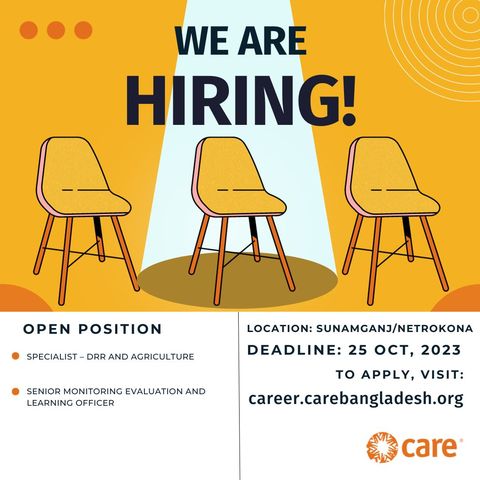 WE ARE
HIRING!
OPEN POSITION
SPECIALIST – DRR AND AGRICULTURE
SENIOR MONITORING EVALUATION AND
LEARNING OFFICER
LOCATION: SUNAMGANJ/NETROKONA
DEADLINE: 25 OCT, 2023
TO APPLY, VISIT:
career.carebangladesh.org
care®